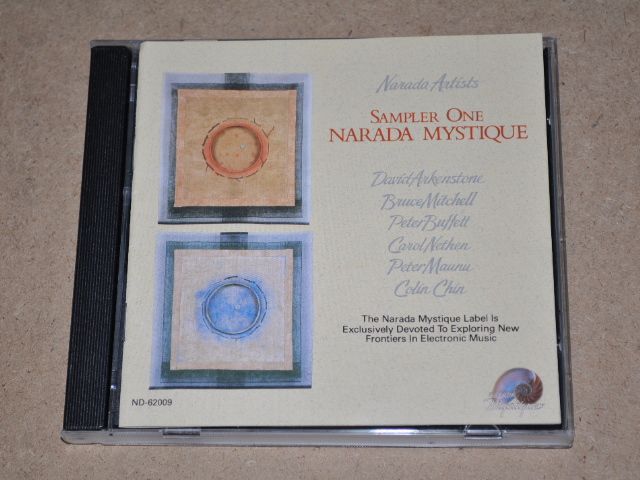 Narada Artists
SAMPLER ONE
NARADA MYSTIQUE
David Arkenstone
Bruce Mitchell
Peter Buffett
Carol Nethen
Peter Maunu
Colin Chin
The Narada Mystique Label Is
Exclusively Devoted To Exploring New
Frontiers In Electronic Music
ND-62009